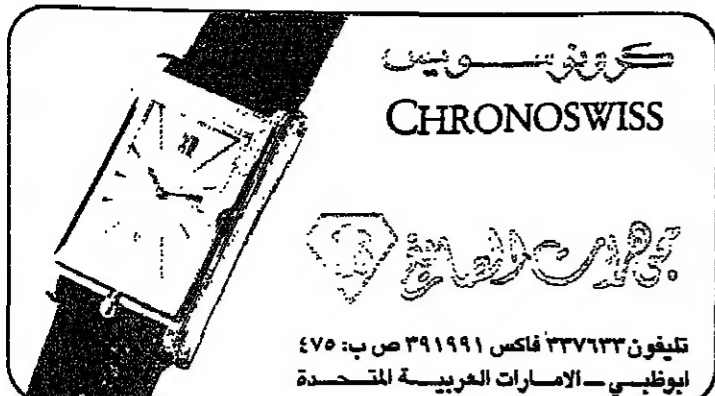 كرونوسويس
CHRONOSWISS
تليفون ٣٣٧٦٣٣ فاكس ٣٩١٩٩١ ص ب: ٤٧٥
ابوظبي – الامارات العربية المتحدة